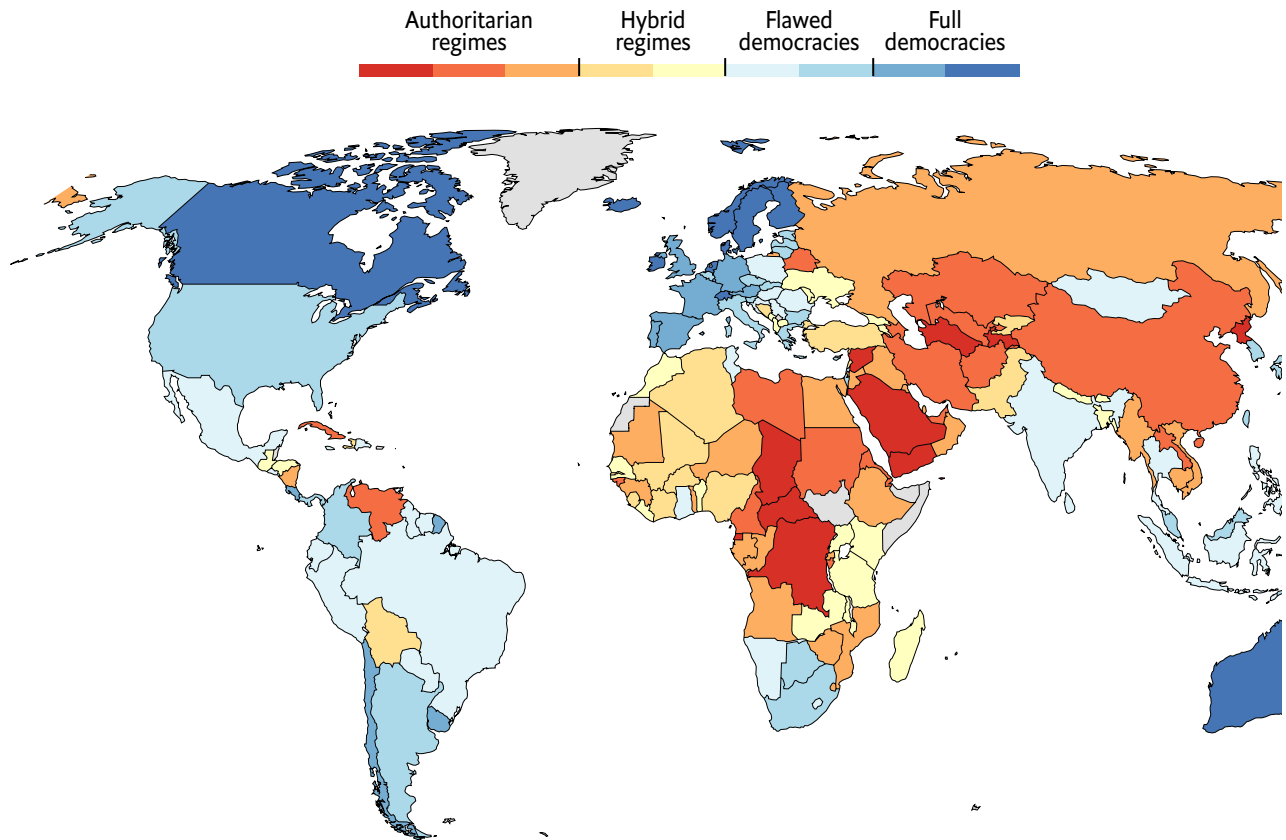 Authoritarian
regimes
Hybrid
regimes
Flawed
democracies
Full
democracies